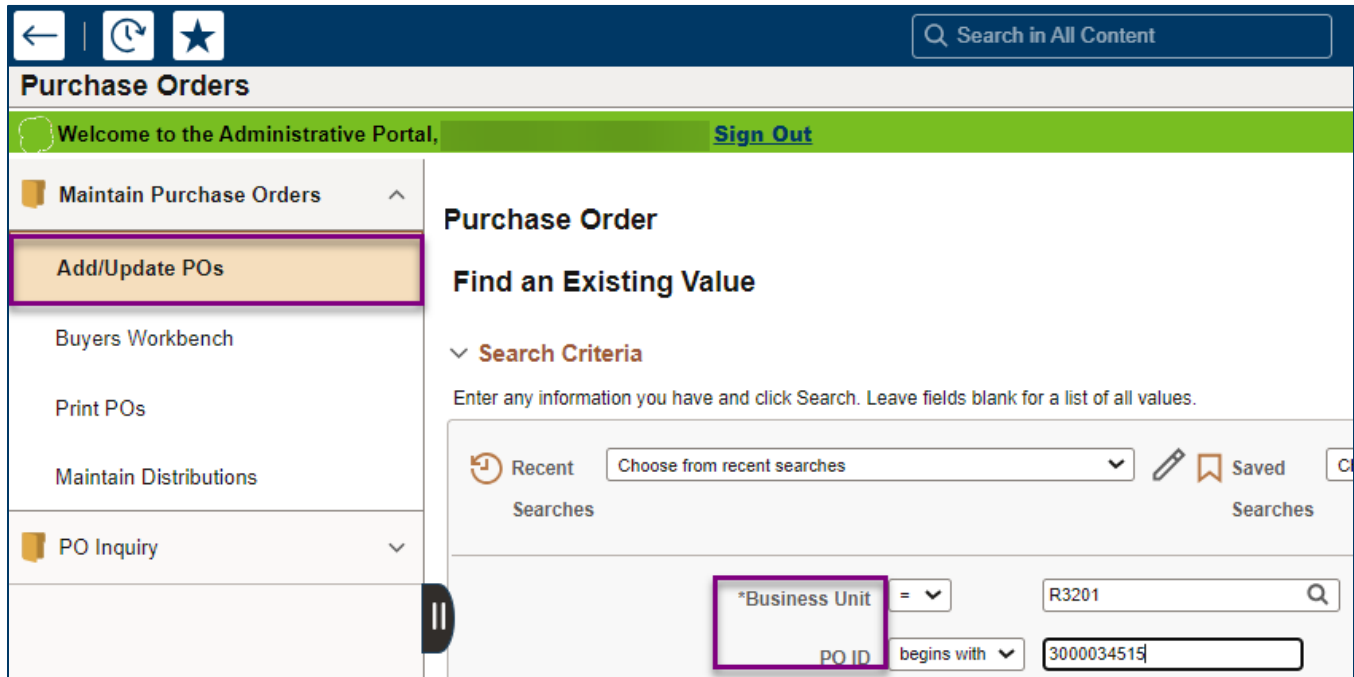 Search in All Content
Purchase Orders
Welcome to the Administrative Portal, Sign Out
Maintain Purchase Orders
Add/Update POs
Buyers Workbench
Print POs
Maintain Distributions
PO Inquiry
Purchase Order
Find an Existing Value
Search Criteria
Enter any information you have and click Search. Leave fields blank for a list of all values.
Recent Searches
Choose from recent searches
Saved Searches
*Business Unit = R3201
PO ID begins with 3000034515